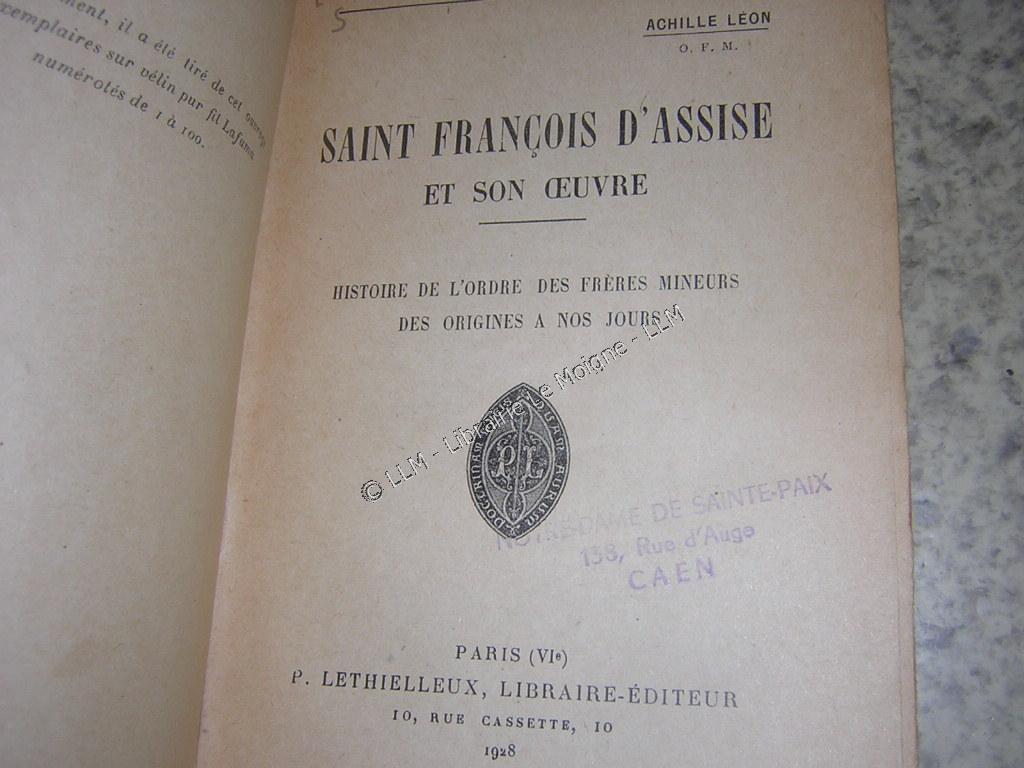 ment, il a été tiré de cet
exemplaires sur vélin pur fil Lafuma
numérotés de 1 à 100.
ACHILLE LÉON
O. F. M.
SAINT FRANÇOIS D'ASSISE
ET SON ŒUVRE
HISTOIRE DE L'ORDRE DES FRÈRES MINEURS
DES ORIGINES A NOS JOURS
© LLM - Librairie Le Moigne - LLM
NOTRE-DAME DE SAINTE-PAIX
138, Rue d'Auge
CAEN
PARIS (VIe)
P. LETHIELLEUX, LIBRAIRE-ÉDITEUR
10, RUE CASSETTE, 10
1928